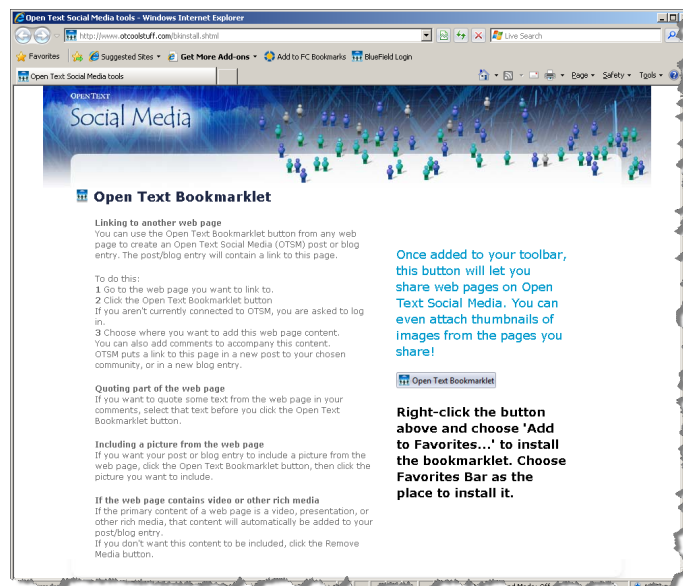 Open Text Social Media tools - Windows Internet Explorer
http://www.otcoolstuff.com/bkinstall.shtml
Live Search
Favorites Suggested Sites Get More Add-ons Add to FC Bookmarks BlueField Login
Open Text Social Media tools
Page Safety Tools
OPEN TEXT
Social Media
Open Text Bookmarklet
Linking to another web page
You can use the Open Text Bookmarklet button from any web
page to create an Open Text Social Media (OTSM) post or blog
entry. The post/blog entry will contain a link to this page.
To do this:
1 Go to the web page you want to link to.
2 Click the Open Text Bookmarklet button
If you aren't currently connected to OTSM, you are asked to log
in.
3 Choose where you want to add this web page content.
You can also add comments to accompany this content.
OTSM puts a link to this page in a new post to your chosen
community, or in a new blog entry.
Quoting part of the web page
If you want to quote some text from the web page in your
comments, select that text before you click the Open Text
Bookmarklet button.
Including a picture from the web page
If you want your post or blog entry to include a picture from the
web page, click the Open Text Bookmarklet button, then click the
picture you want to include.
If the web page contains video or other rich media
If the primary content of a web page is a video, presentation, or
other rich media, that content will automatically be added to your
post/blog entry.
If you don't want this content to be included, click the Remove
Media button.
Once added to your toolbar,
this button will let you
share web pages on Open
Text Social Media. You can
even attach thumbnails of
images from the pages you
share!
Open Text Bookmarklet
Right-click the button
above and choose 'Add
to Favorites...' to install
the bookmarklet. Choose
Favorites Bar as the
place to install it.